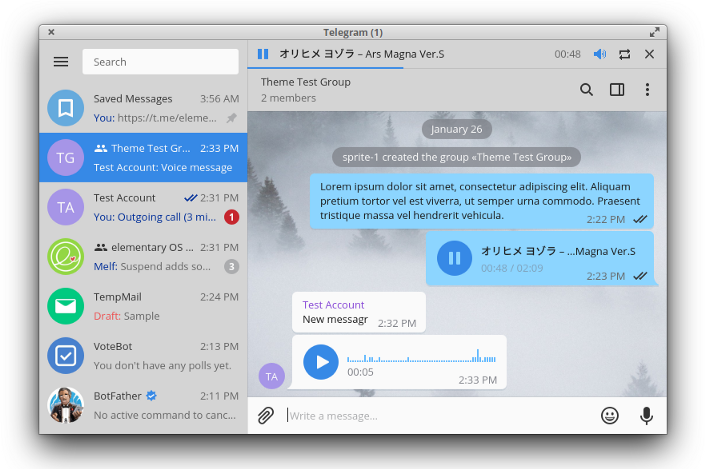 Telegram (1)
Search
Saved Messages 3:56 AM
You: https://t.me/eleme...
TG
Theme Test Gr... 2:33 PM
Test Account: Voice message
TA
Test Account 2:31 PM
You: Outgoing call (3 mi... 1
elementary OS ... 2:31 PM
Melf: Suspend adds so... 3
TempMail 2:24 PM
Draft: Sample
VoteBot 2:13 PM
You don't have any polls yet.
BotFather 2:11 PM
No active command to canc...
オリヒメ ヨゾラ – Ars Magna Ver.S 00:48
Theme Test Group
2 members
January 26
sprite-1 created the group «Theme Test Group»
Lorem ipsum dolor sit amet, consectetur adipiscing elit. Aliquam
pretium tortor vel est viverra, ut semper urna commodo. Praesent
tristique massa vel hendrerit vehicula. 2:22 PM
オリヒメ ヨゾラ – ...Magna Ver.S
00:48 / 02:09
2:23 PM
Test Account
New messagr 2:32 PM
TA
00:05
2:33 PM
Write a message...